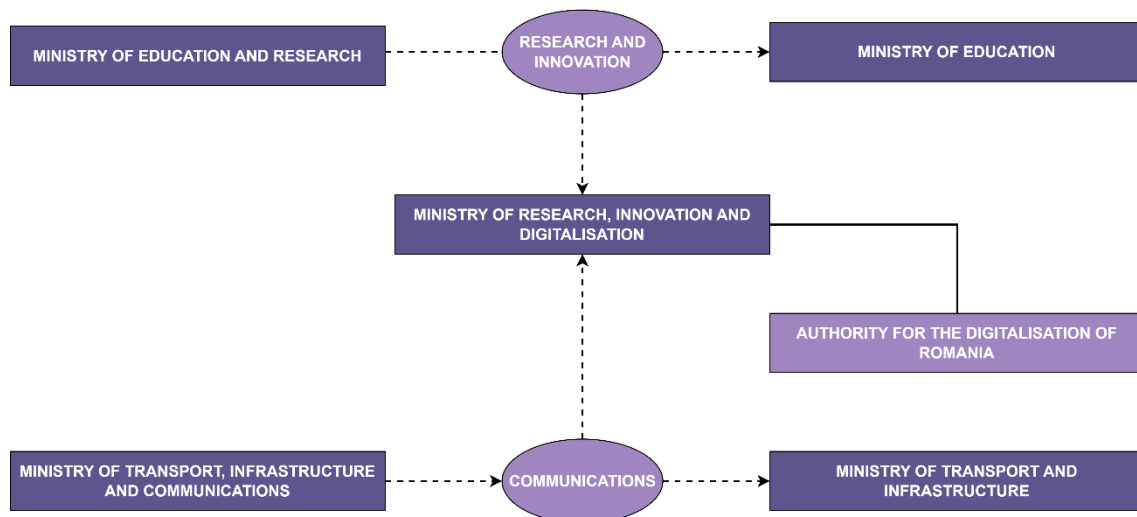 MINISTRY OF EDUCATION AND RESEARCH
RESEARCH AND
INNOVATION
MINISTRY OF EDUCATION
MINISTRY OF RESEARCH, INNOVATION AND
DIGITALISATION
AUTHORITY FOR THE DIGITALISATION OF
ROMANIA
MINISTRY OF TRANSPORT, INFRASTRUCTURE
AND COMMUNICATIONS
COMMUNICATIONS
MINISTRY OF TRANSPORT AND
INFRASTRUCTURE